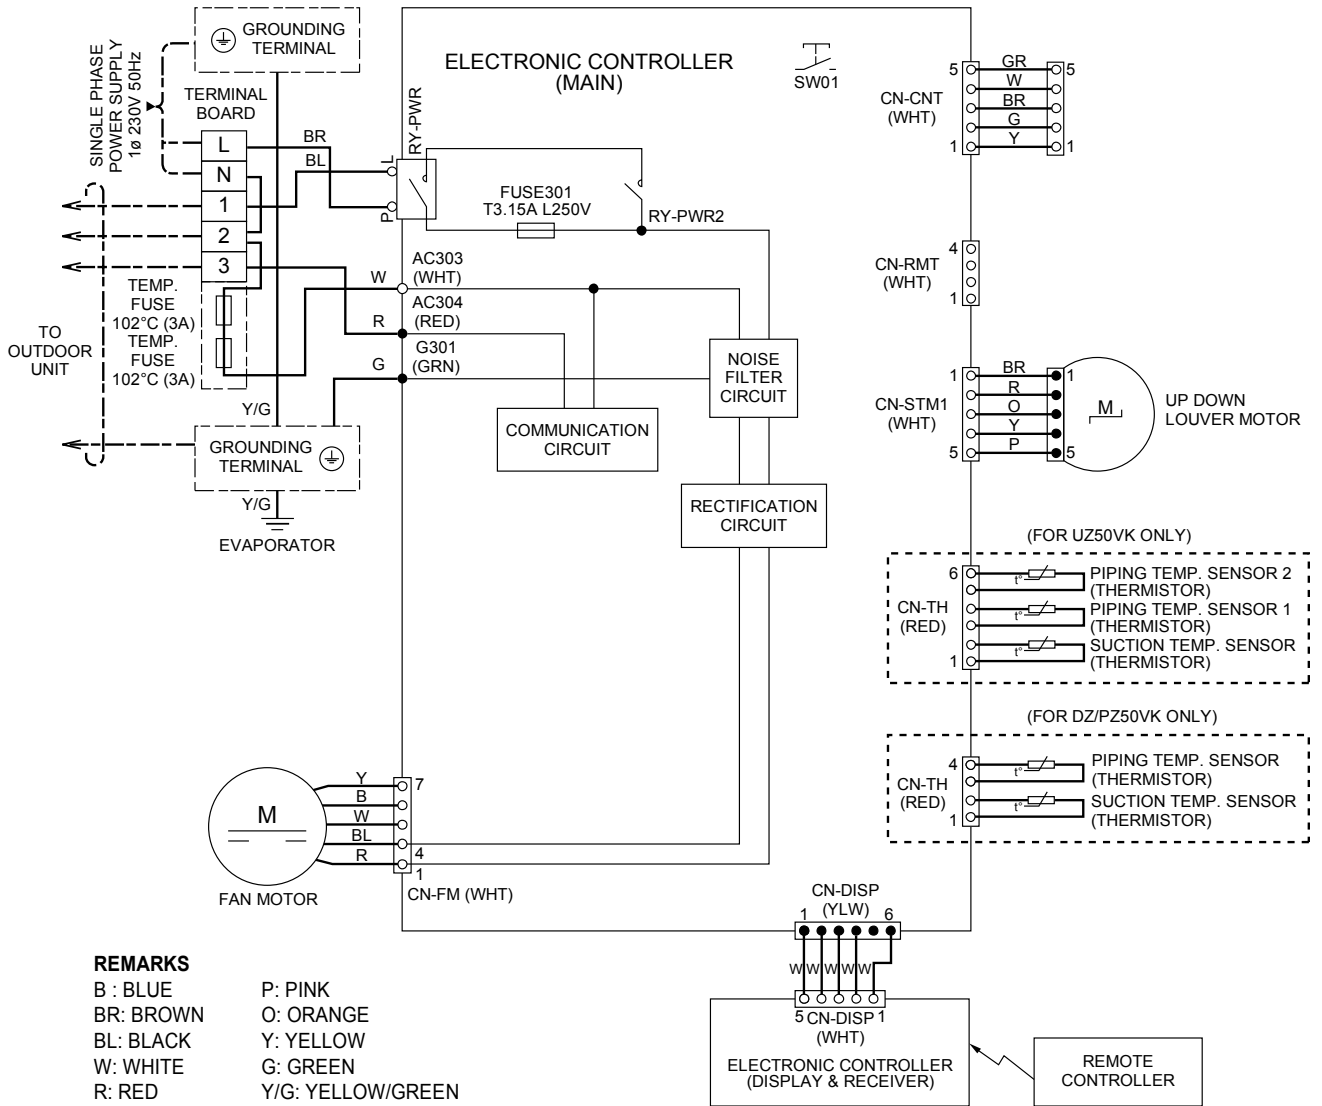 SINGLE PHASE
POWER SUPPLY
1ø 230V 50Hz
GROUNDING
TERMINAL
TERMINAL
BOARD
L
N
1
2
3
BR
BL
L
P
RY-PWR
ELECTRONIC CONTROLLER
(MAIN)
SW01
FUSE301
T3.15A L250V
RY-PWR2
TEMP.
FUSE
102°C (3A)
TEMP.
FUSE
102°C (3A)
TO
OUTDOOR
UNIT
W
AC303
(WHT)
R
AC304
(RED)
G
G301
(GRN)
Y/G
GROUNDING
TERMINAL
Y/G
EVAPORATOR
COMMUNICATION
CIRCUIT
NOISE
FILTER
CIRCUIT
RECTIFICATION
CIRCUIT
CN-CNT
(WHT)
5
1
GR
W
BR
G
Y
5
1
CN-RMT
(WHT)
4
1
CN-STM1
(WHT)
1
5
BR
R
O
Y
P
1
5
M
UP DOWN
LOUVER MOTOR
(FOR UZ50VK ONLY)
CN-TH
(RED)
6
1
t°
PIPING TEMP. SENSOR 2
(THERMISTOR)
t°
PIPING TEMP. SENSOR 1
(THERMISTOR)
t°
SUCTION TEMP. SENSOR
(THERMISTOR)
(FOR DZ/PZ50VK ONLY)
CN-TH
(RED)
4
1
t°
PIPING TEMP. SENSOR
(THERMISTOR)
t°
SUCTION TEMP. SENSOR
(THERMISTOR)
M
FAN MOTOR
Y
B
W
BL
R
7
4
1
CN-FM (WHT)
CN-DISP
(YLW)
1 6
W W W W W
5 CN-DISP 1
(WHT)
ELECTRONIC CONTROLLER
(DISPLAY & RECEIVER)
REMOTE
CONTROLLER
REMARKS
B : BLUE P: PINK
BR: BROWN O: ORANGE
BL: BLACK Y: YELLOW
W: WHITE G: GREEN
R: RED Y/G: YELLOW/GREEN